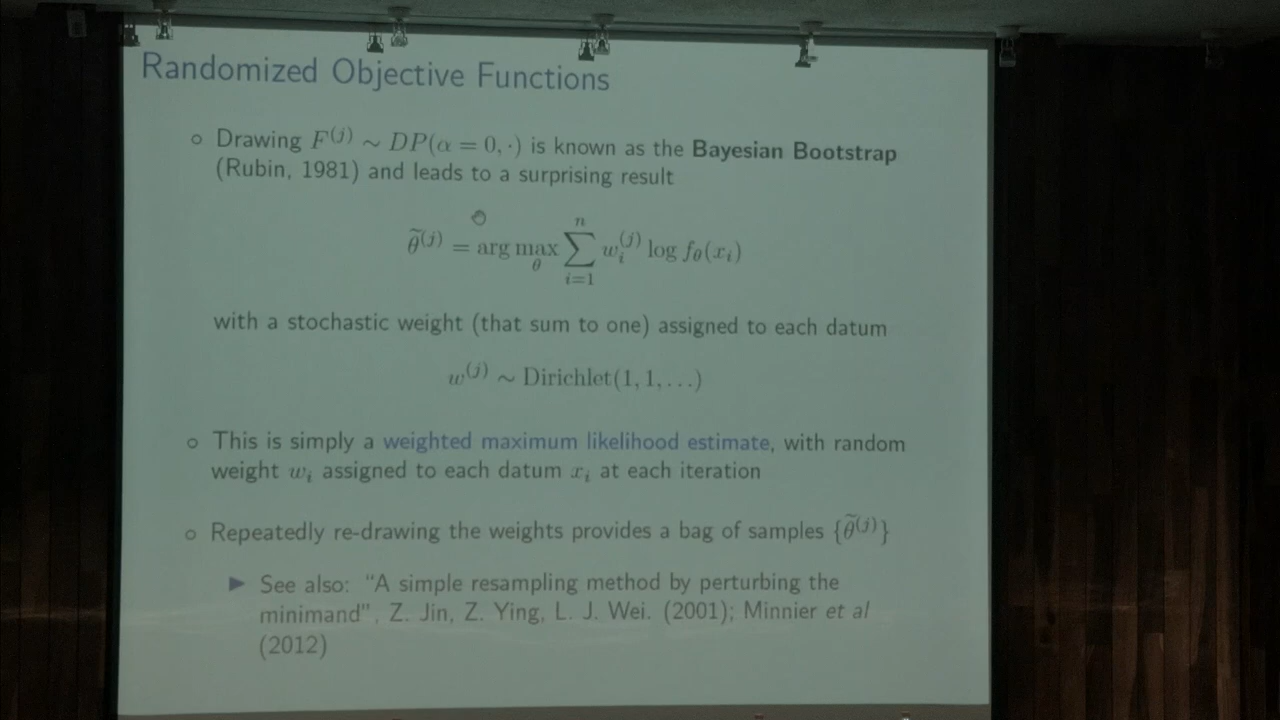 Randomized Objective Functions
◦ Drawing F^(j) ∼ DP(α = 0, ·) is known as the Bayesian Bootstrap
(Rubin, 1981) and leads to a surprising result
θ̃^(j) = arg max_θ ∑_{i=1}^{n} w_i^(j) log f_θ(x_i)
with a stochastic weight (that sum to one) assigned to each datum
w^(j) ∼ Dirichlet(1, 1, . . .)
◦ This is simply a weighted maximum likelihood estimate, with random
weight w_i assigned to each datum x_i at each iteration
◦ Repeatedly re-drawing the weights provides a bag of samples {θ̃^(j)}
▶ See also: “A simple resampling method by perturbing the
minimand”, Z. Jin, Z. Ying, L. J. Wei. (2001); Minnier et al
(2012)